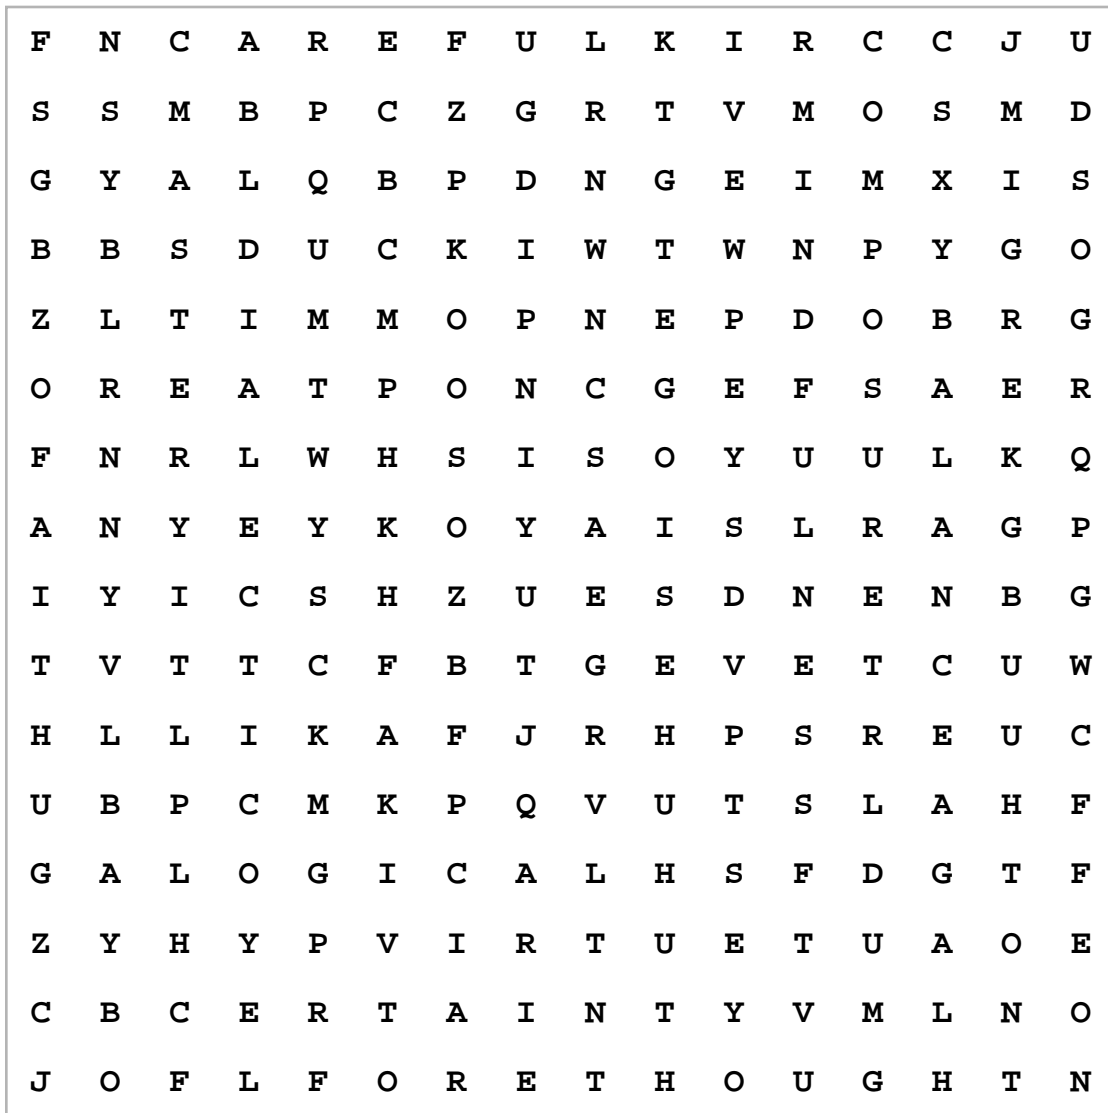 F N C A R E F U L K I R C C J U
S S M B P C Z G R T V M O S M D
G Y A L Q B P D N G E I M X I S
B B S D U C K I W T W N P Y G O
Z L T I M M O P N E P D O B R G
O R E A T P O N C G E F S A E R
F N R L W H S I S O Y U U L K Q
A N Y E Y K O Y A I S L R A G P
I Y I C S H Z U E S D N E N B G
T V T T C F B T G E V E T C U W
H L L I K A F J R H P S R E U C
U B P C M K P Q V U T S L A H F
G A L O G I C A L H S F D G T F
Z Y H Y P V I R T U E T U A O E
C B C E R T A I N T Y V M L N O
J O F L F O R E T H O U G H T N